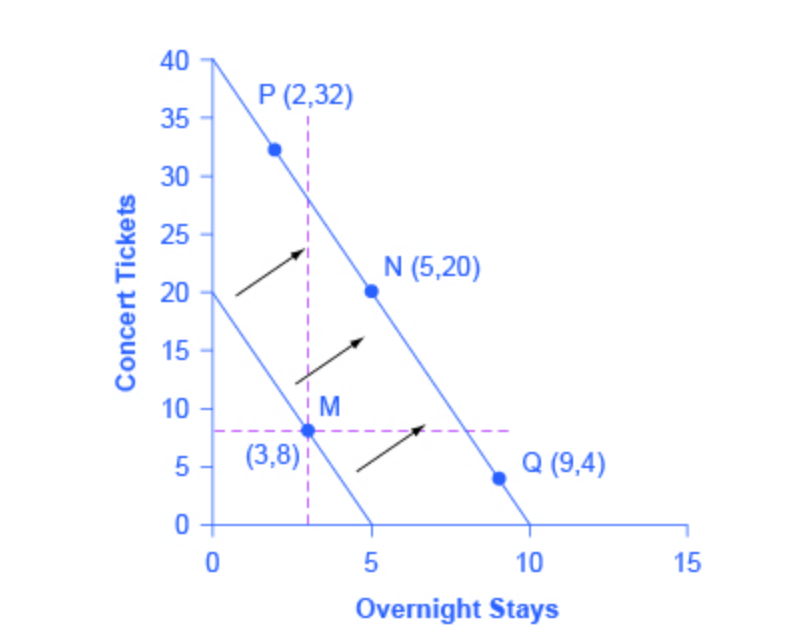 40
P (2,32)
35
30
25
N (5,20)
20
15
10
M
(3,8)
5
Q (9,4)
0
0 5 10 15
Concert Tickets
Overnight Stays